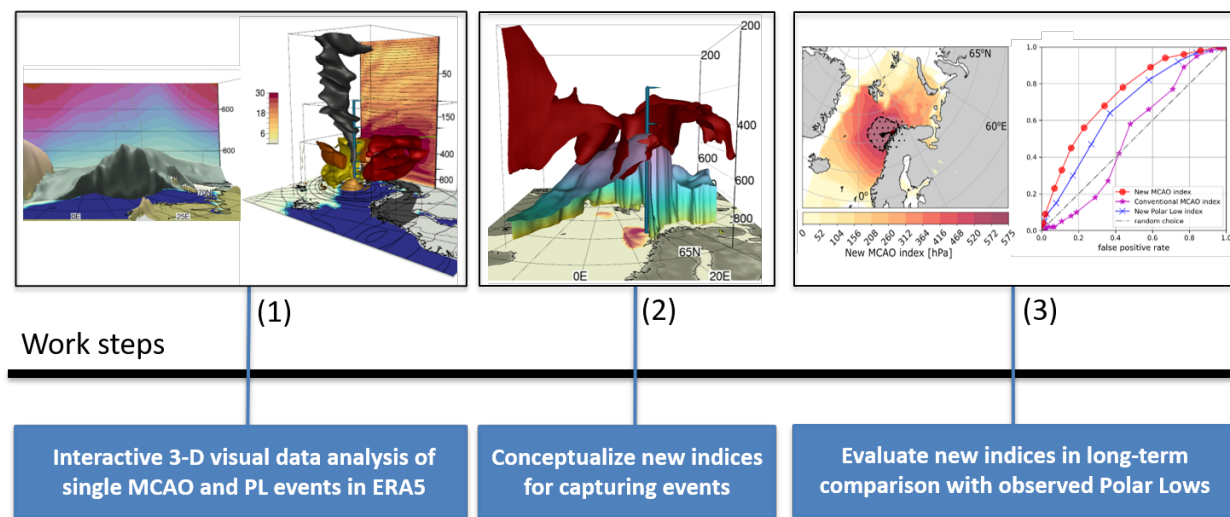 600
800
0E
25E
70N
30
18
12
6
50
200
400
600
800
200
200
400
600
600
800
65N
0E
20E
65°N
60°E
0°
0 52 104 156 208 260 312 364 416 468 520 572 575
New MCAO index [hPa]
1.0
0.8
0.6
0.4
0.2
0.0
0.0 0.2 0.4 0.6 0.8 1.0
false positive rate
New MCAO index
Conventional MCAO index
New Polar Low index
random choice
(1)
(2)
(3)
Work steps
Interactive 3-D visual data analysis of
single MCAO and PL events in ERA5
Conceptualize new indices
for capturing events
Evaluate new indices in long-term
comparison with observed Polar Lows